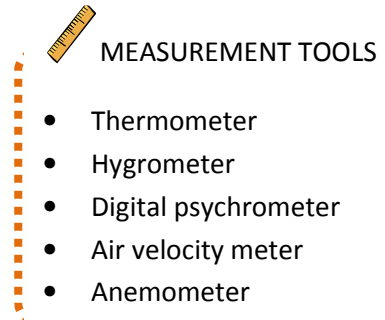 MEASUREMENT TOOLS
• Thermometer
• Hygrometer
• Digital psychrometer
• Air velocity meter
• Anemometer